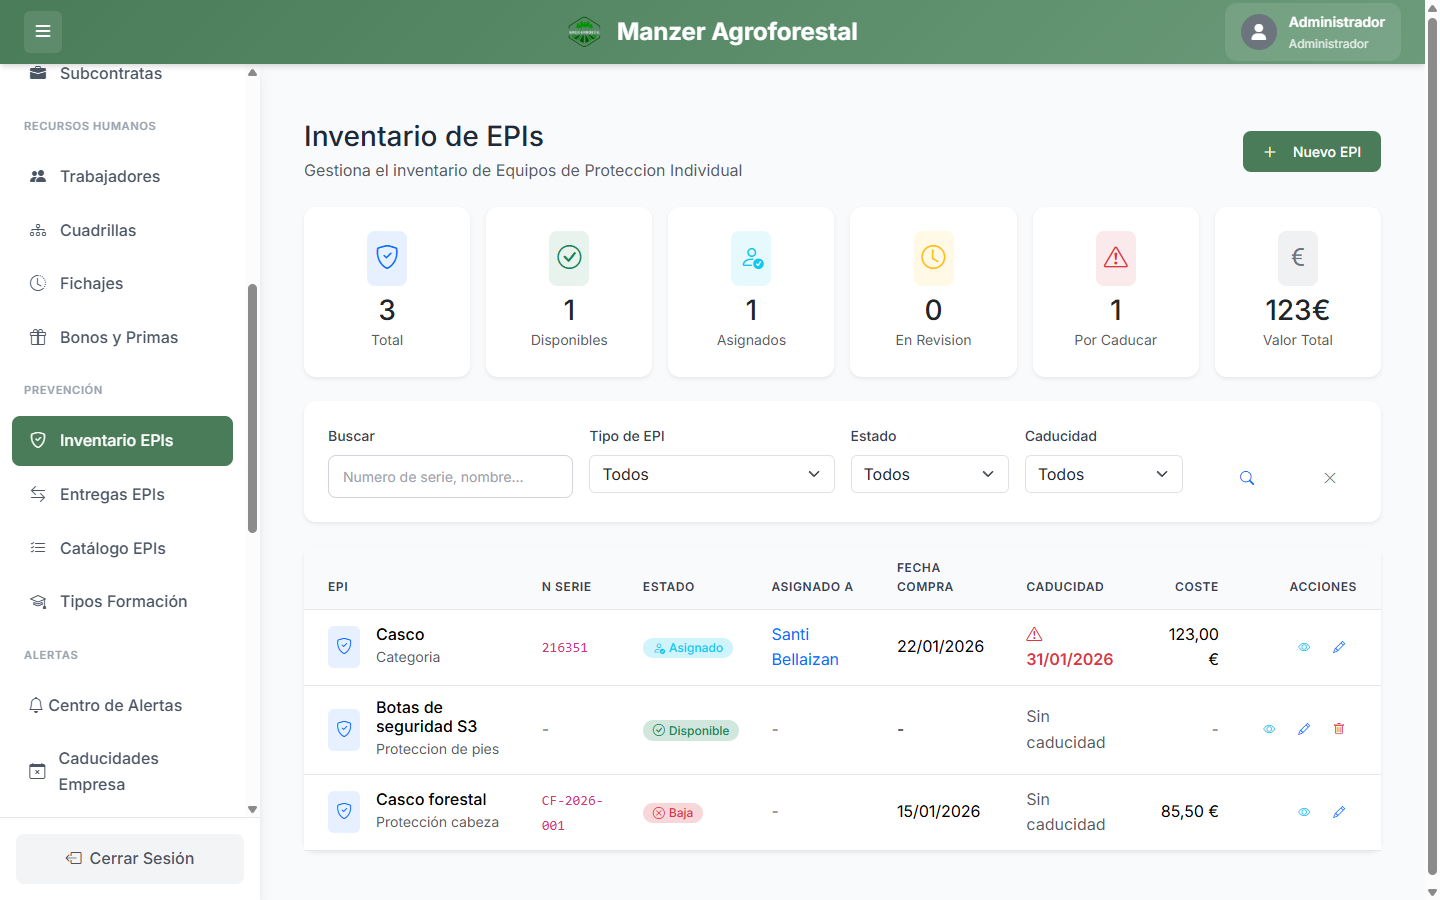 Manzer Agroforestal
Administrador
Administrador
Subcontratas
RECURSOS HUMANOS
Trabajadores
Cuadrillas
Fichajes
Bonos y Primas
PREVENCIÓN
Inventario EPIs
Entregas EPIs
Catálogo EPIs
Tipos Formación
ALERTAS
Centro de Alertas
Caducidades
Empresa
Cerrar Sesión
Inventario de EPIs
Gestiona el inventario de Equipos de Proteccion Individual
+ Nuevo EPI
3
Total
1
Disponibles
1
Asignados
0
En Revision
1
Por Caducar
€
123€
Valor Total
Buscar
Numero de serie, nombre...
Tipo de EPI
Todos
Estado
Todos
Caducidad
Todos
EPI N SERIE ESTADO ASIGNADO A FECHA COMPRA CADUCIDAD COSTE ACCIONES
Casco
Categoria
216351
Asignado
Santi
Bellaizan
22/01/2026
31/01/2026
123,00
€
Botas de
seguridad S3
Proteccion de pies
-
Disponible
-
-
Sin
caducidad
-
Casco forestal
Protección cabeza
CF-2026-
001
Baja
-
15/01/2026
Sin
caducidad
85,50 €